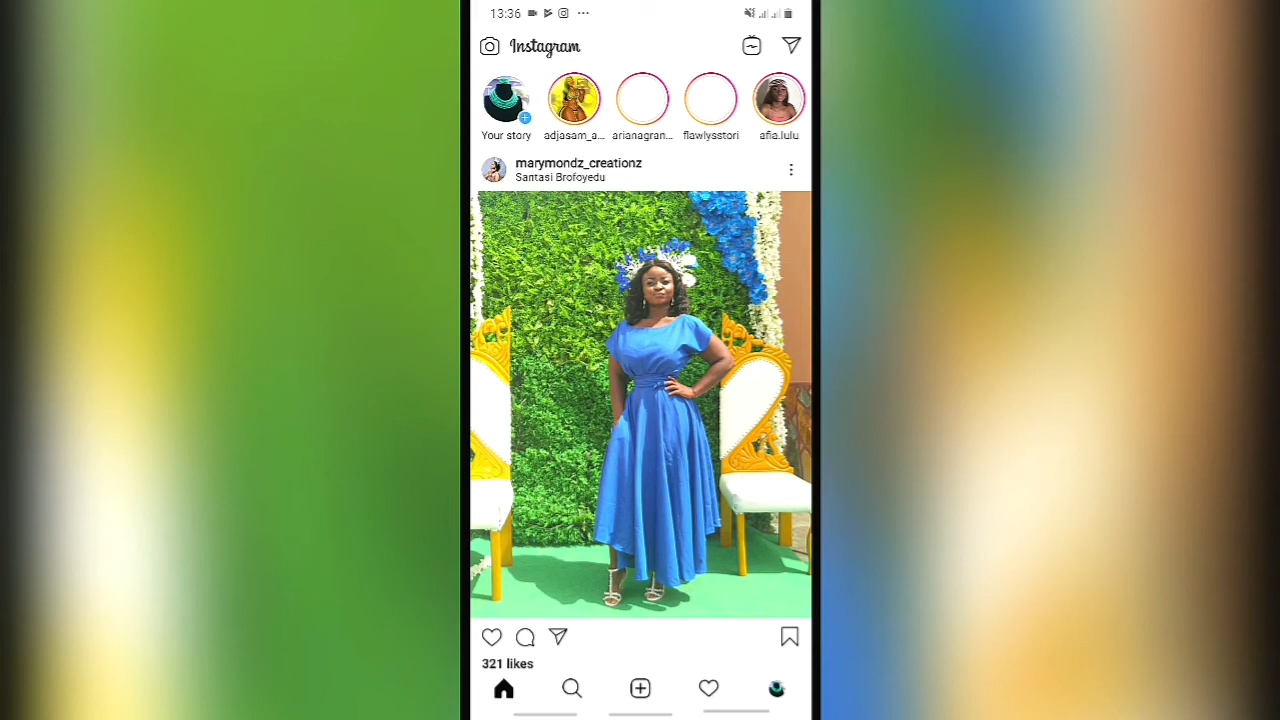 13:36
Instagram
Your story adjasam_a... arianagran... flawlysstori afia.lulu
marymondz_creationz
Santasi Brofoyedu
321 likes